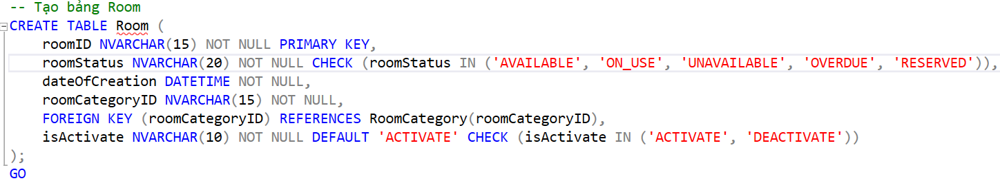 -- Tạo bảng Room
CREATE TABLE Room (
    roomID NVARCHAR(15) NOT NULL PRIMARY KEY,
    roomStatus NVARCHAR(20) NOT NULL CHECK (roomStatus IN ('AVAILABLE', 'ON_USE', 'UNAVAILABLE', 'OVERDUE', 'RESERVED')),
    dateOfCreation DATETIME NOT NULL,
    roomCategoryID NVARCHAR(15) NOT NULL,
    FOREIGN KEY (roomCategoryID) REFERENCES RoomCategory(roomCategoryID),
    isActivate NVARCHAR(10) NOT NULL DEFAULT 'ACTIVATE' CHECK (isActivate IN ('ACTIVATE', 'DEACTIVATE'))
);
GO